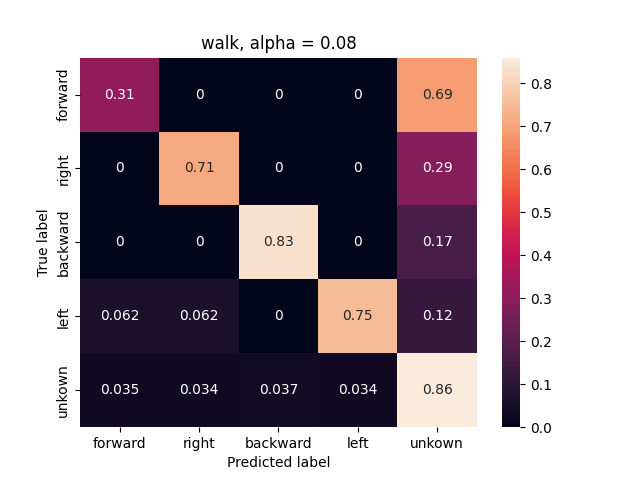 walk, alpha = 0.08
True label
forward
right
backward
left
unkown
0.31 0 0 0 0.69
0 0.71 0 0 0.29
0 0 0.83 0 0.17
0.062 0.062 0 0.75 0.12
0.035 0.034 0.037 0.034 0.86
forward right backward left unkown
Predicted label
0.8
0.7
0.6
0.5
0.4
0.3
0.2
0.1
0.0